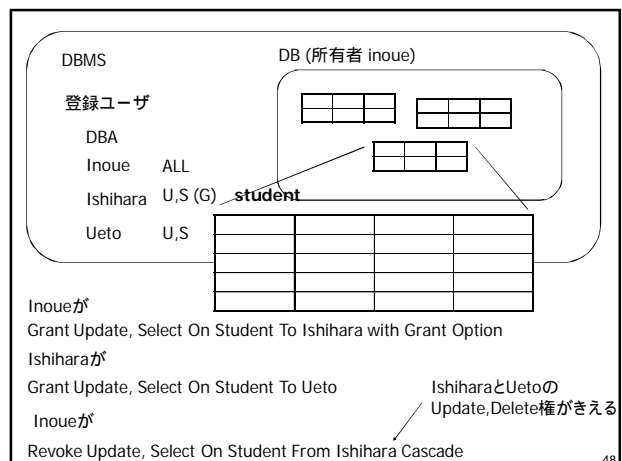 DBMS
DB (所有者 inoue)
登録ユーザ
DBA
Inoue ALL
Ishihara U,S (G) student
Ueto U,S
Inoueが
Grant Update, Select On Student To Ishihara with Grant Option
Ishiharaが
Grant Update, Select On Student To Ueto
IshiharaとUetoの
Update,Delete権がきえる
Inoueが
Revoke Update, Select On Student From Ishihara Cascade
48